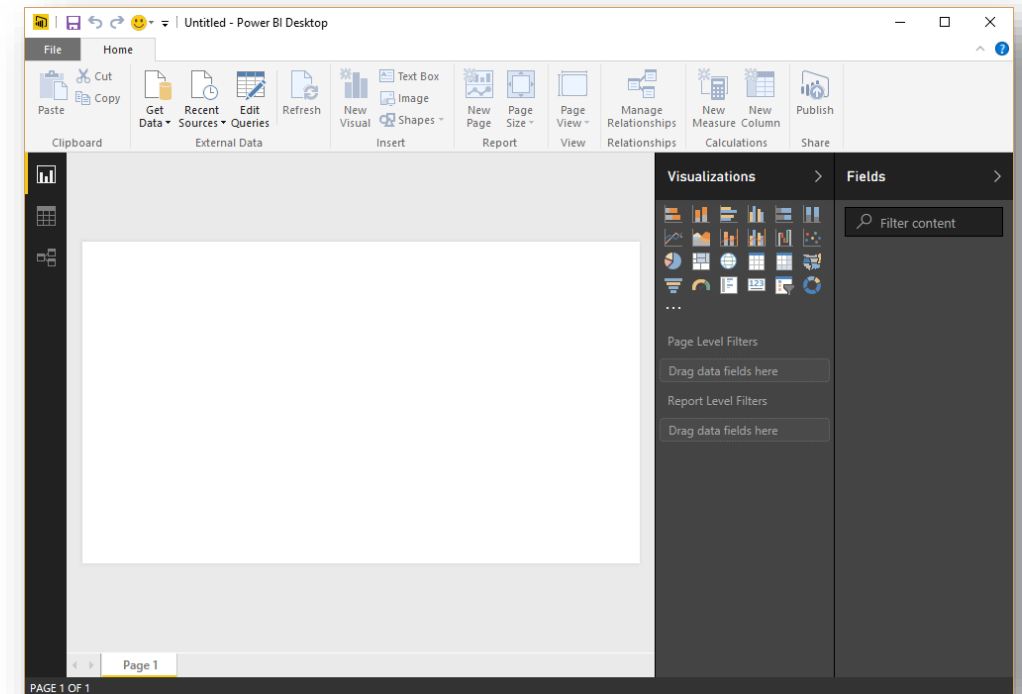 Untitled - Power BI Desktop
File Home
Paste
Cut
Copy
Get Data
Recent Sources
Edit Queries
Refresh
New Visual
Text Box
Image
Shapes
New Page
Page Size
Page View
Manage Relationships
New Measure
New Column
Publish
Clipboard External Data Insert Report View Relationships Calculations Share
Visualizations
Fields
Filter content
123
Page Level Filters
Drag data fields here
Report Level Filters
Drag data fields here
Page 1
PAGE 1 OF 1